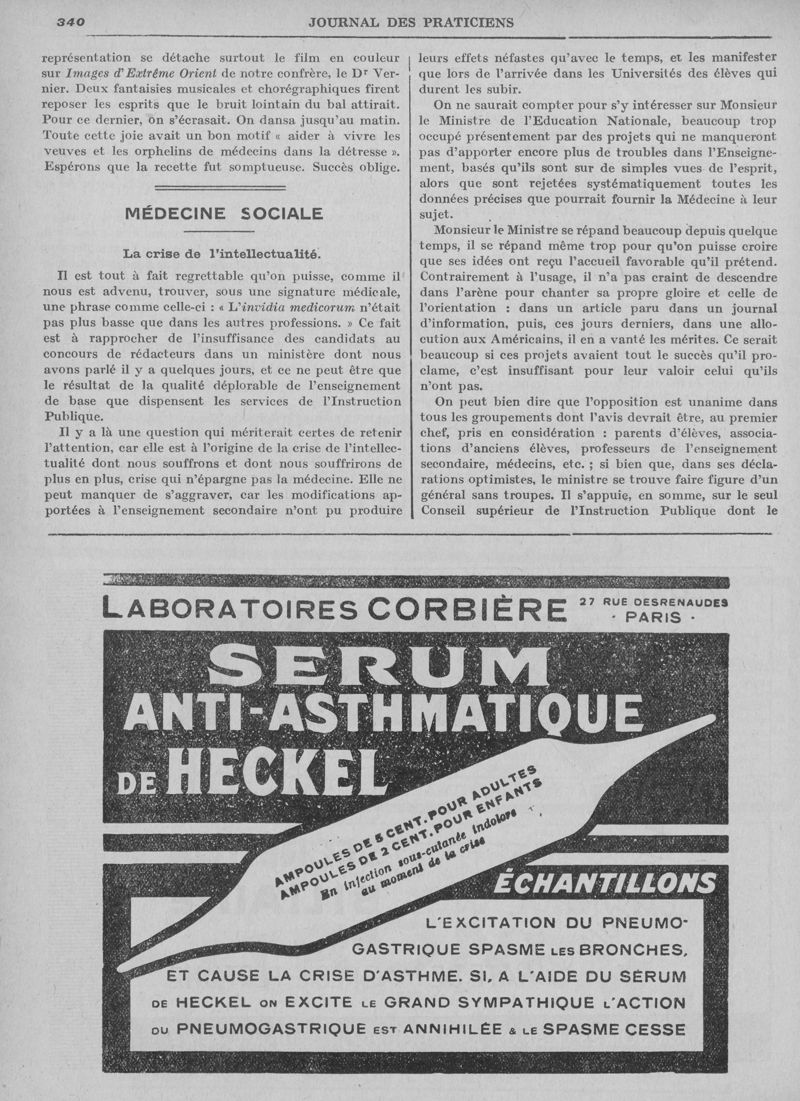 340
JOURNAL DES PRATICIENS
représentation se détache surtout le film en couleur
sur Images d'Extrême Orient de notre confrère, le Dr Ver-
nier. Deux fantaisies musicales et chorégraphiques firent
reposer les esprits que le bruit lointain du bal attirait.
Pour ce dernier, on s'écrasait. On dansa jusqu'au matin.
Toute cette joie avait un bon motif « aider à vivre les
veuves et les orphelins de médecins dans la détresse ».
Espérons que la recette fut somptueuse. Succès oblige.
MÉDECINE SOCIALE
La crise de l'intellectualité.
Il est tout à fait regrettable qu'on puisse, comme il
nous est advenu, trouver, sous une signature médicale,
une phrase comme celle-ci : « L'invidia medicorum n'était
pas plus basse que dans les autres professions. » Ce fait
est à rapprocher de l'insuffisance des candidats au
concours de rédacteurs dans un ministère dont nous
avons parlé il y a quelques jours, et ce ne peut être que
le résultat de la qualité déplorable de l'enseignement
de base que dispensent les services de l'Instruction
Publique.
Il y a là une question qui mériterait certes de retenir
l'attention, car elle est à l'origine de la crise de l'intellec-
tualité dont nous souffrons et dont nous souffrirons de
plus en plus, crise qui n'épargne pas la médecine. Elle ne
peut manquer de s'aggraver, car les modifications ap-
portées à l'enseignement secondaire n'ont pu produire
leurs effets néfastes qu'avec le temps, et les manifester
que lors de l'arrivée dans les Universités des élèves qui
durent les subir.
On ne saurait compter pour s'y intéresser sur Monsieur
le Ministre de l'Education Nationale, beaucoup trop
occupé présentement par des projets qui ne manqueront
pas d'apporter encore plus de troubles dans l'Enseigne-
ment, basés qu'ils sont sur de simples vues de l'esprit,
alors que sont rejetées systématiquement toutes les
données précises que pourrait fournir la Médecine à leur
sujet.
Monsieur le Ministre se répand beaucoup depuis quelque
temps, il se répand même trop pour qu'on puisse croire
que ses idées ont reçu l'accueil favorable qu'il prétend.
Contrairement à l'usage, il n'a pas craint de descendre
dans l'arène pour chanter sa propre gloire et celle de
l'orientation : dans un article paru dans un journal
d'information, puis, ces jours derniers, dans une allo-
cution aux Américains, il en a vanté les mérites. Ce serait
beaucoup si ces projets avaient tout le succès qu'il pro-
clame, c'est insuffisant pour leur valoir celui qu'ils
n'ont pas.
On peut bien dire que l'opposition est unanime dans
tous les groupements dont l'avis devrait être, au premier
chef, pris en considération : parents d'élèves, associa-
tions d'anciens élèves, professeurs de l'enseignement
secondaire, médecins, etc. ; si bien que, dans ses décla-
rations optimistes, le ministre se trouve faire figure d'un
général sans troupes. Il s'appuie, en somme, sur le seul
Conseil supérieur de l'Instruction Publique dont le
LABORATOIRES CORBIÈRE 27 RUE DESRENAUDES
· PARIS ·
SERUM
ANTI-ASTHMATIQUE
DE HECKEL
AMPOULES DE 5 CENT. POUR ADULTES
AMPOULES DE 2 CENT. POUR ENFANTS
En injection sous-cutanée indolore
au moment de la crise
ÉCHANTILLONS
L'EXCITATION DU PNEUMO-
GASTRIQUE SPASME LES BRONCHES,
ET CAUSE LA CRISE D'ASTHME. SI, A L'AIDE DU SÉRUM
DE HECKEL ON EXCITE LE GRAND SYMPATHIQUE L'ACTION
DU PNEUMOGASTRIQUE EST ANNIHILÉE & LE SPASME CESSE